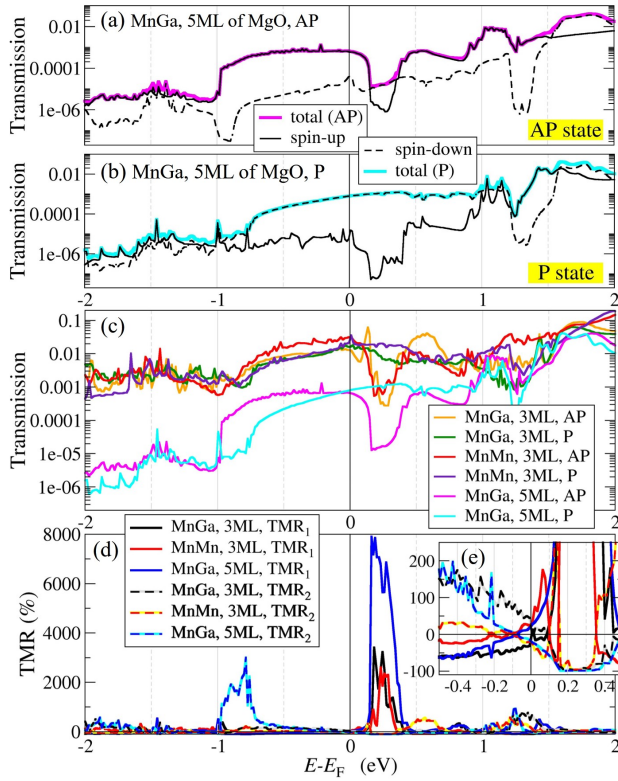 (a) MnGa, 5ML of MgO, AP
Transmission
0.01
0.0001
1e-06
total (AP)
spin-up
AP state
(b) MnGa, 5ML of MgO, P
spin-down
total (P)
Transmission
0.01
0.0001
1e-06
P state
-2 -1 0 1 2
(c)
Transmission
0.1
0.01
0.001
0.0001
1e-05
1e-06
MnGa, 3ML, AP
MnGa, 3ML, P
MnMn, 3ML, AP
MnMn, 3ML, P
MnGa, 5ML, AP
MnGa, 5ML, P
-2 -1 0 1 2
(d)
TMR (%)
8000
6000
4000
2000
0
MnGa, 3ML, TMR₁
MnMn, 3ML, TMR₁
MnGa, 5ML, TMR₁
MnGa, 3ML, TMR₂
MnMn, 3ML, TMR₂
MnGa, 5ML, TMR₂
(e)
200
100
0
-100
-0.4 -0.2 0 0.2 0.4
-2 -1 0 1 2
E-E_F (eV)